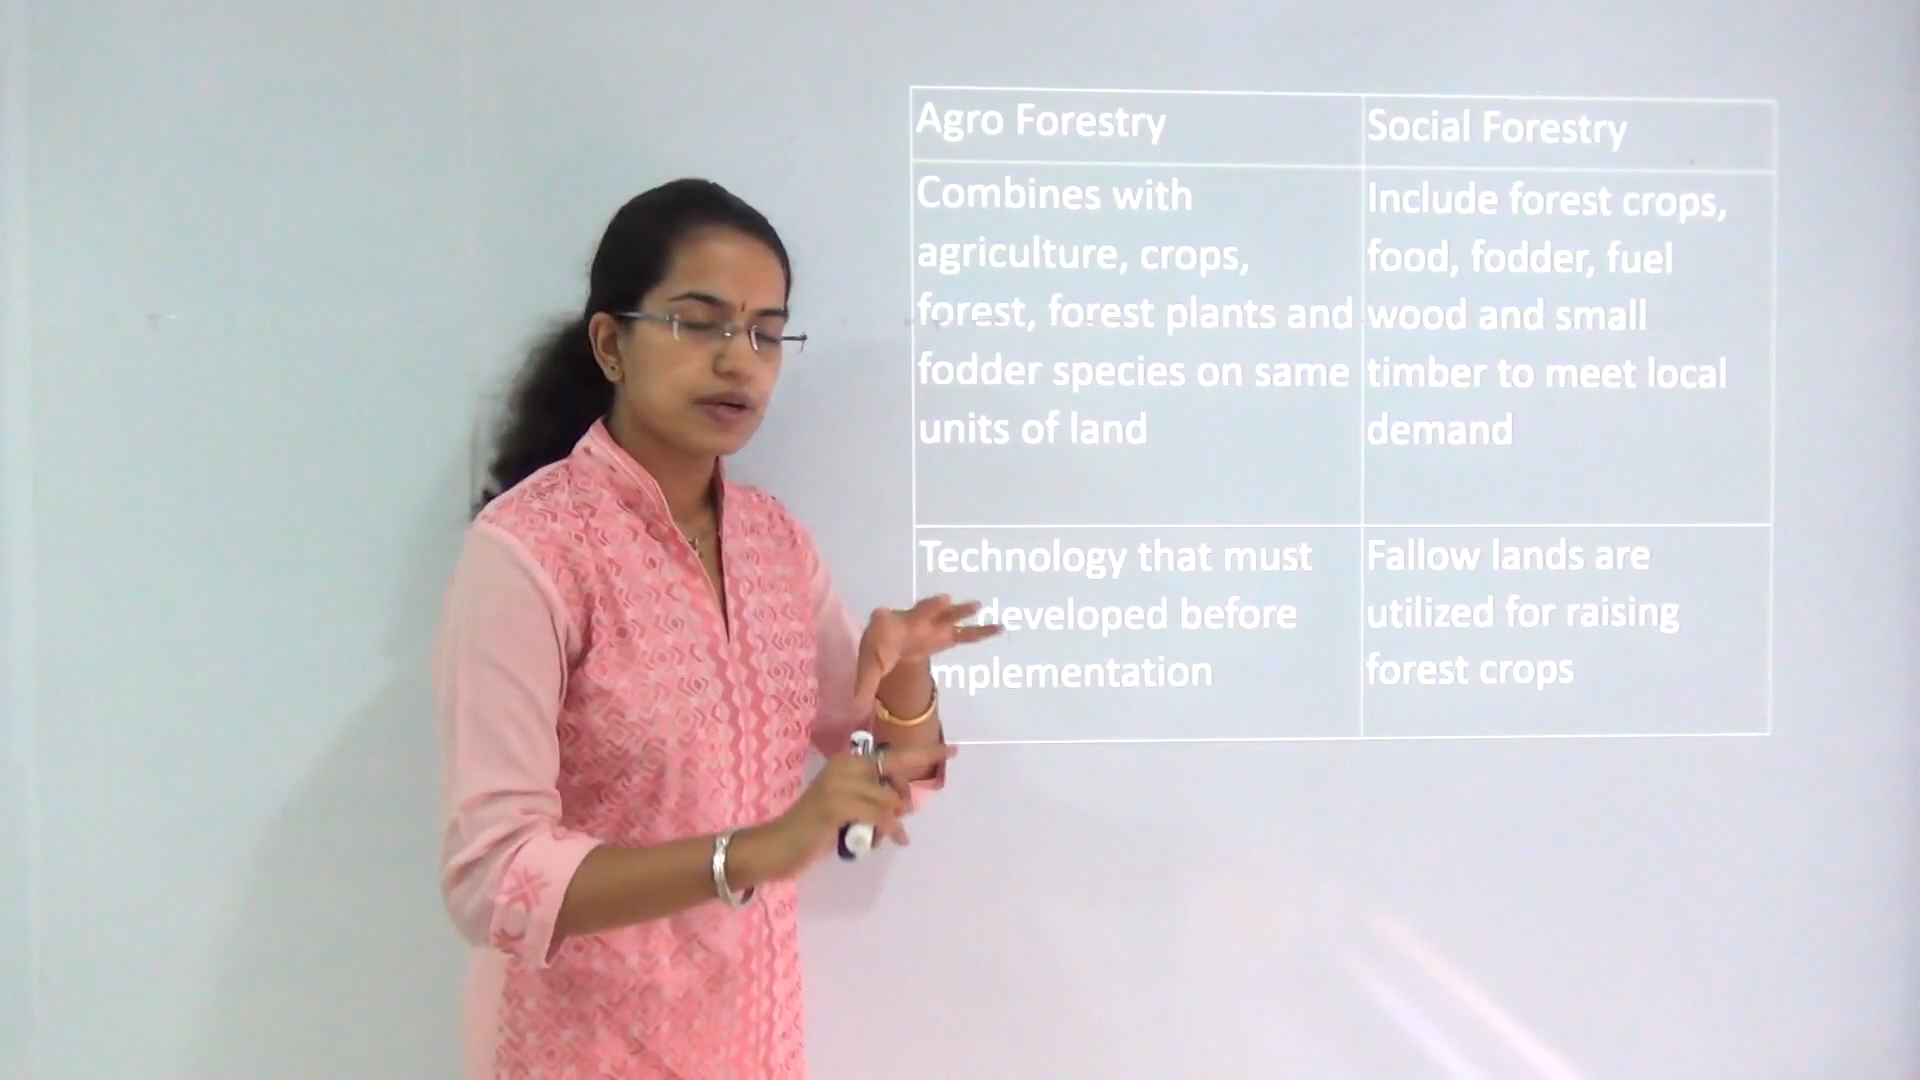 Agro Forestry
Social Forestry
Combines with
agriculture, crops,
forest, forest plants and
fodder species on same
units of land
Include forest crops,
food, fodder, fuel
wood and small
timber to meet local
demand
Technology that must
developed before
mplementation
Fallow lands are
utilized for raising
forest crops